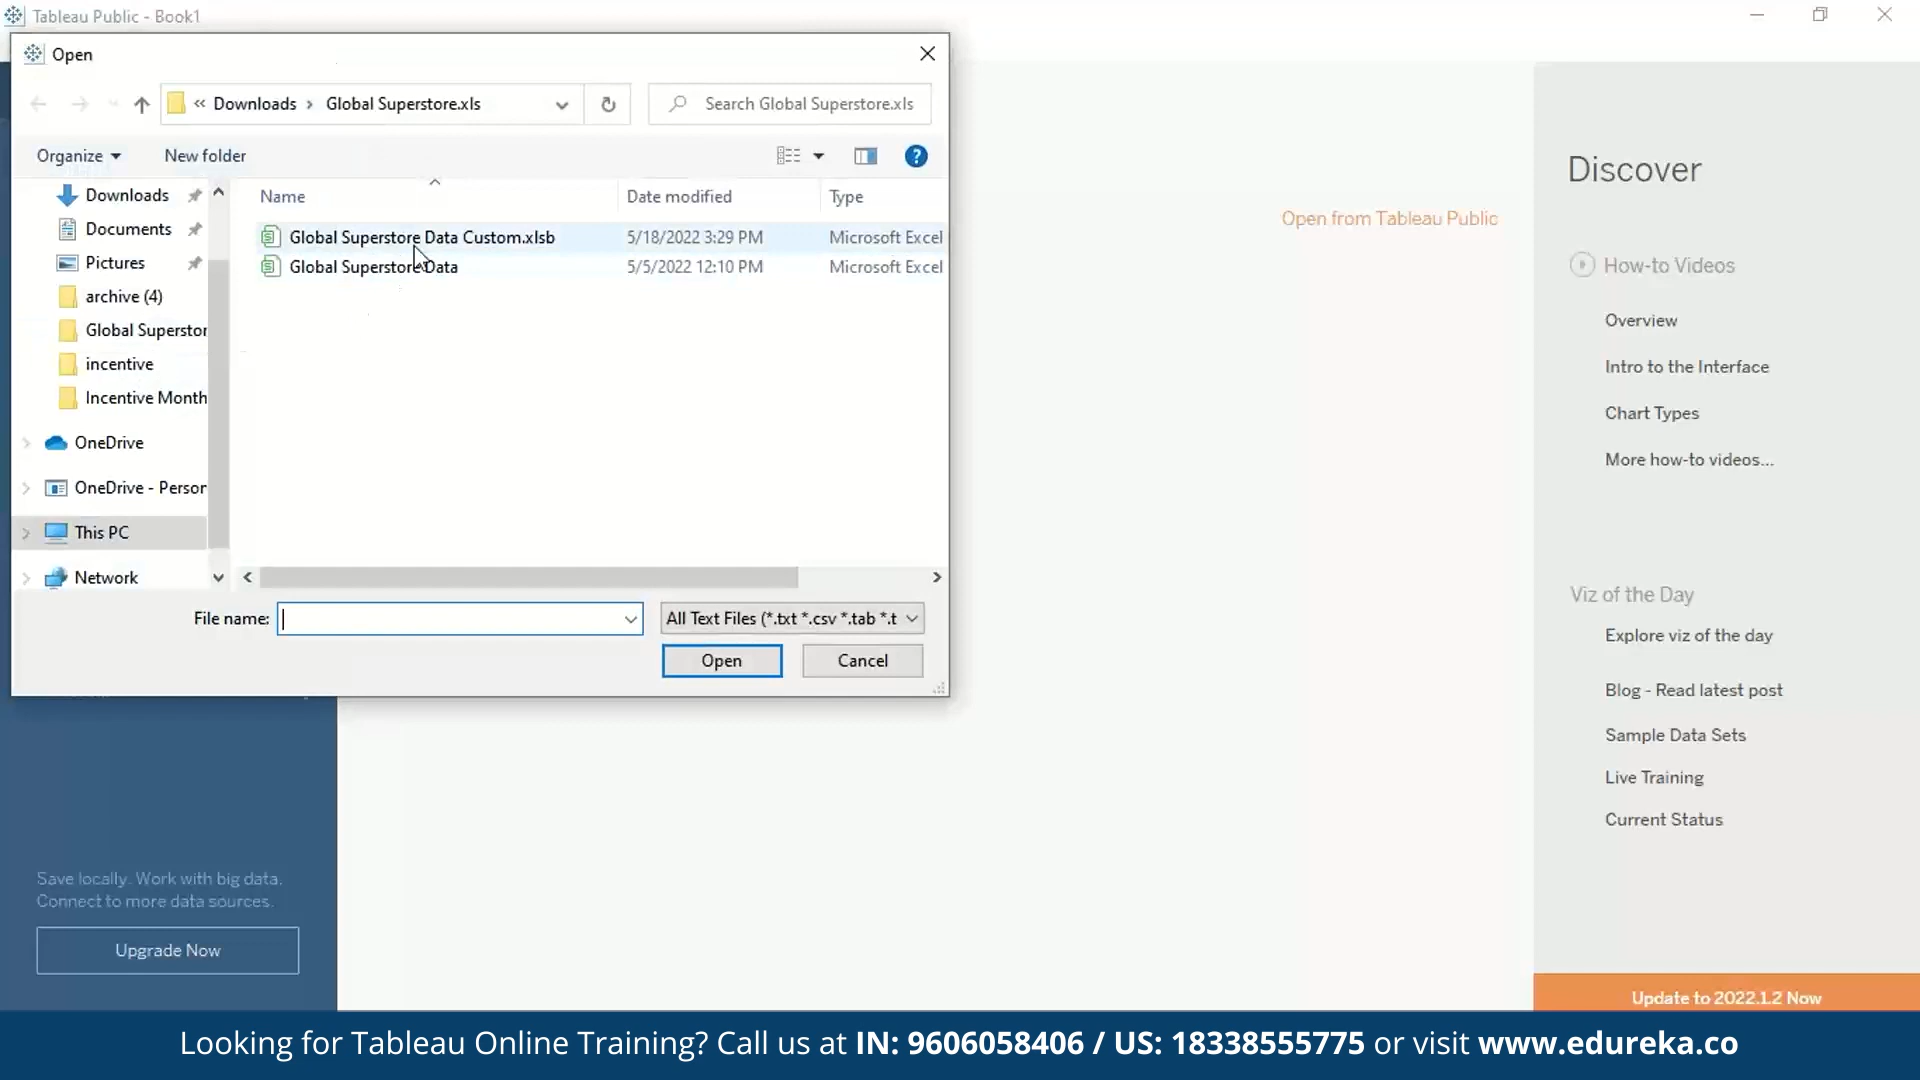 Tableau Public - Book1
Open
« Downloads › Global Superstore.xls
Search Global Superstore.xls
Organize
New folder
?
Name
Date modified
Type
Global Superstore Data Custom.xlsb
5/18/2022 3:29 PM
Microsoft Excel
Global Superstore Data
5/5/2022 12:10 PM
Microsoft Excel
Downloads
Documents
Pictures
archive (4)
Global Superstor
incentive
Incentive Month
OneDrive
OneDrive - Person
This PC
Network
File name:
All Text Files (*.txt *.csv *.tab *.t
Open
Cancel
Open from Tableau Public
Discover
How-to Videos
Overview
Intro to the Interface
Chart Types
More how-to videos...
Viz of the Day
Explore viz of the day
Blog - Read latest post
Sample Data Sets
Live Training
Current Status
Save locally. Work with big data.
Connect to more data sources.
Upgrade Now
Update to 2022.1.2 Now
Looking for Tableau Online Training? Call us at IN: 9606058406 / US: 18338555775 or visit www.edureka.co